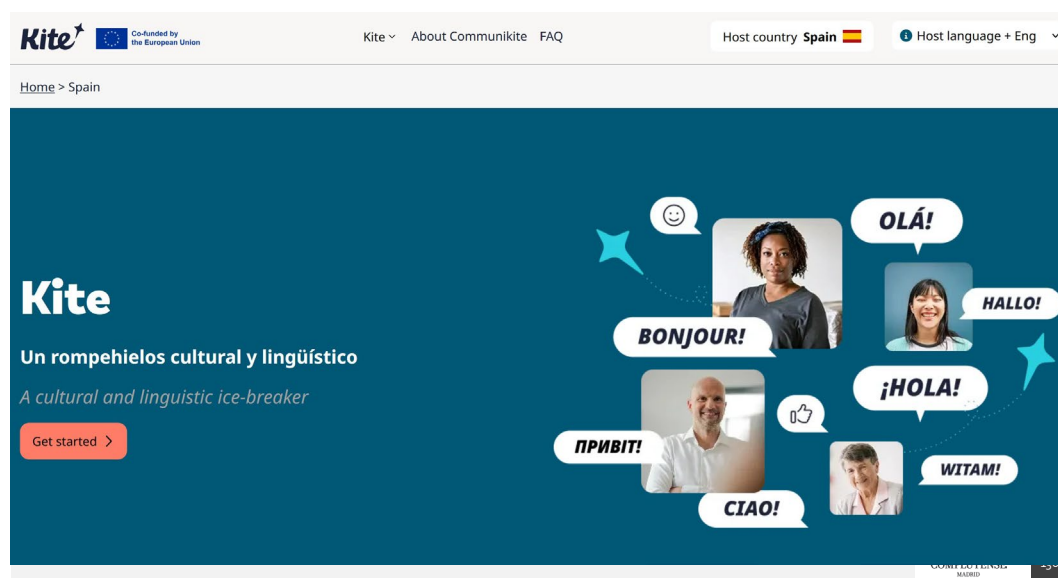 Kite
Co-funded by
the European Union
Kite
About Communikite
FAQ
Host country Spain
Host language + Eng
Home > Spain
OLÁ!
HALLO!
BONJOUR!
Kite
Un rompehielos cultural y lingüístico
A cultural and linguistic ice-breaker
¡HOLA!
Get started >
ПРИВІТ!
WITAM!
CIAO!
MADRID